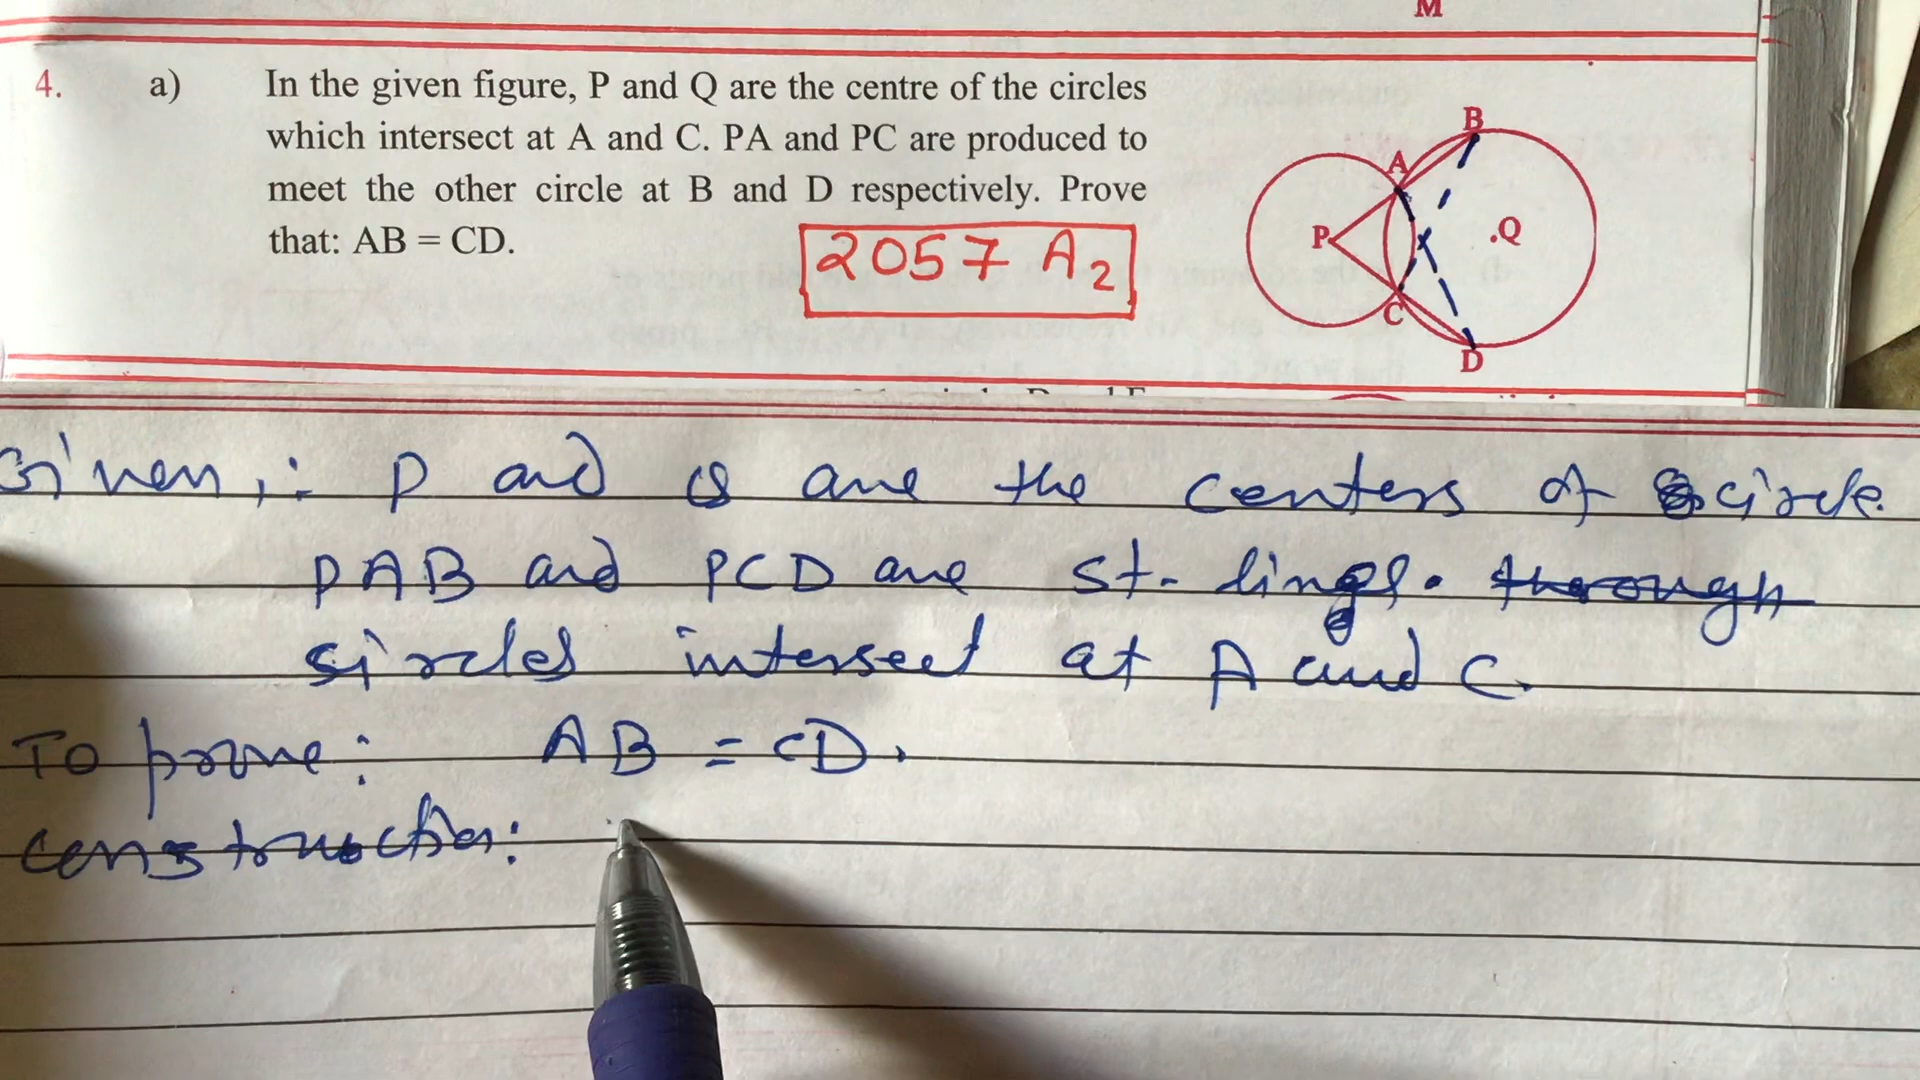 M
4. a) In the given figure, P and Q are the centre of the circles
which intersect at A and C. PA and PC are produced to
meet the other circle at B and D respectively. Prove
that: AB = CD.
2057 A2
B
A
P
.Q
C
D
Given,: P and Q are the centers of circle.
PAB and PCD are st. lines. through
circles intersect at A and C.
To prove: AB = CD.
construction: